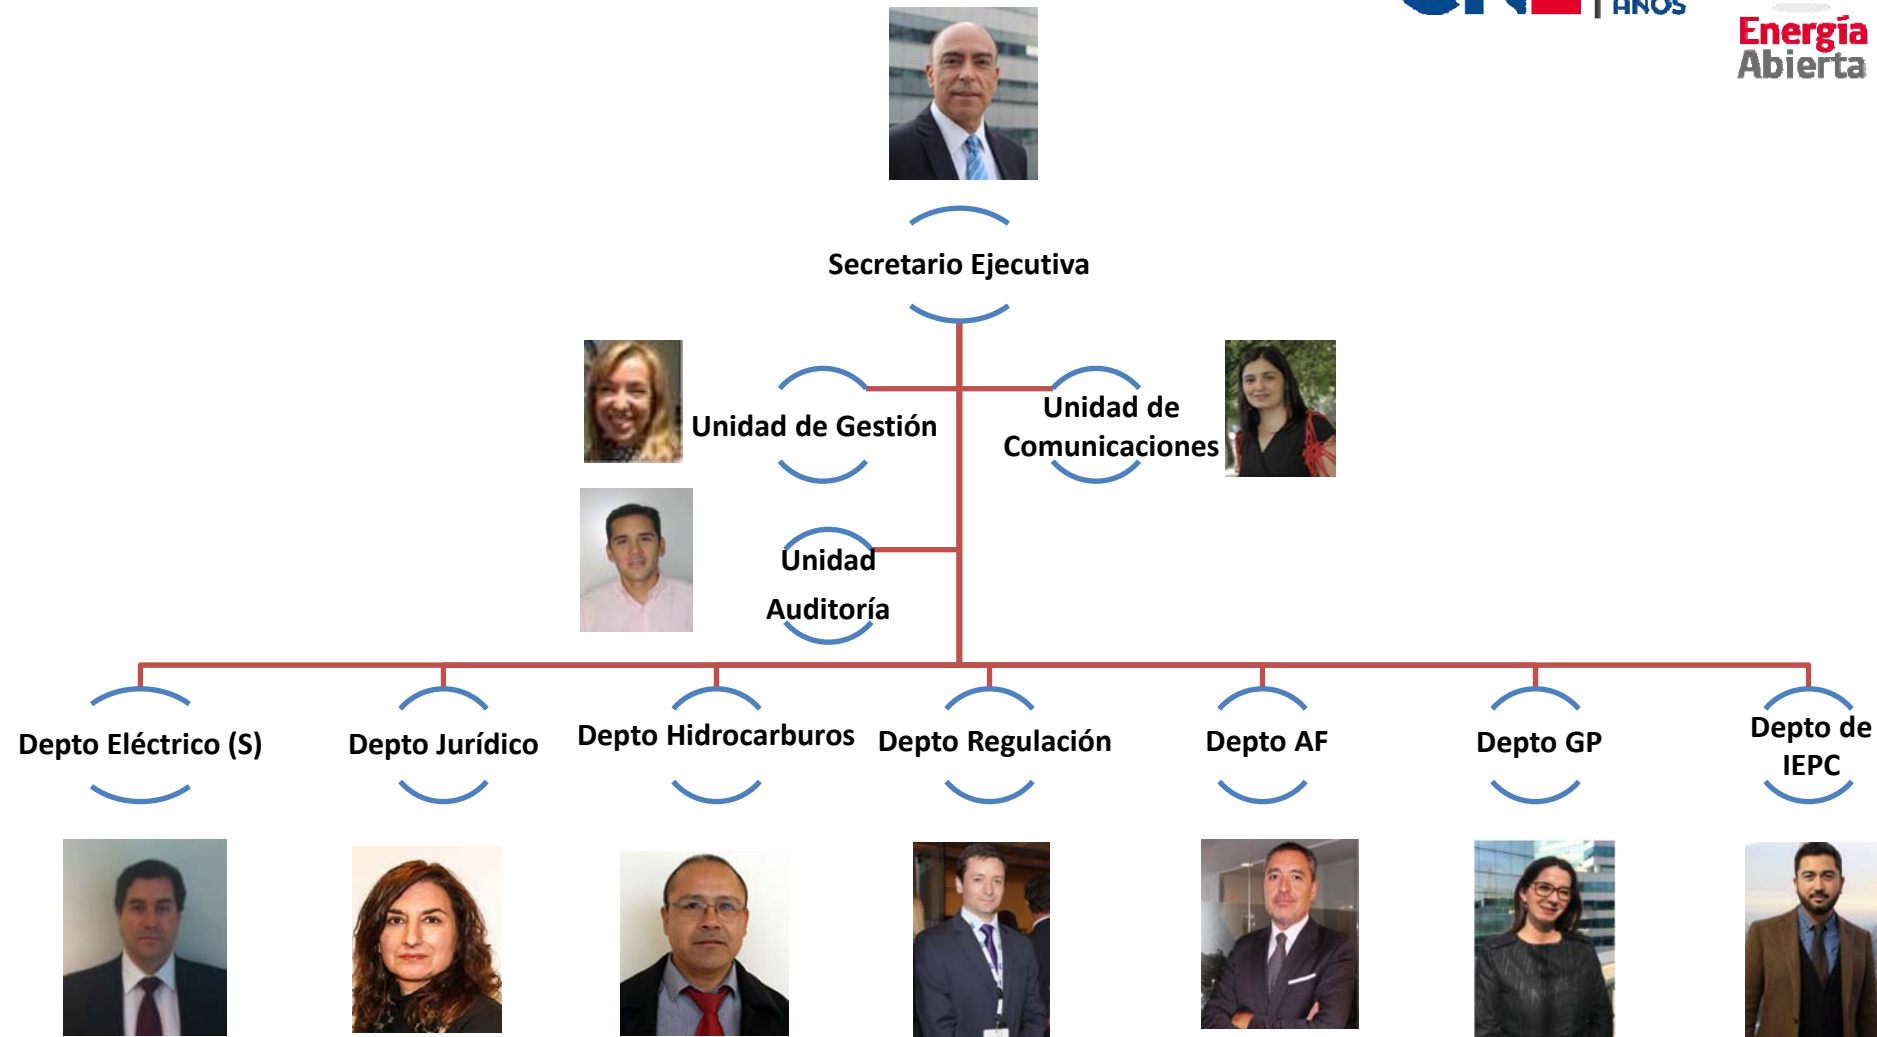 AÑOS
Energía
Abierta
Secretario Ejecutiva
Unidad de Gestión
Unidad de
Comunicaciones
Unidad
Auditoría
Depto Eléctrico (S)
Depto Jurídico
Depto Hidrocarburos
Depto Regulación
Depto AF
Depto GP
Depto de
IEPC